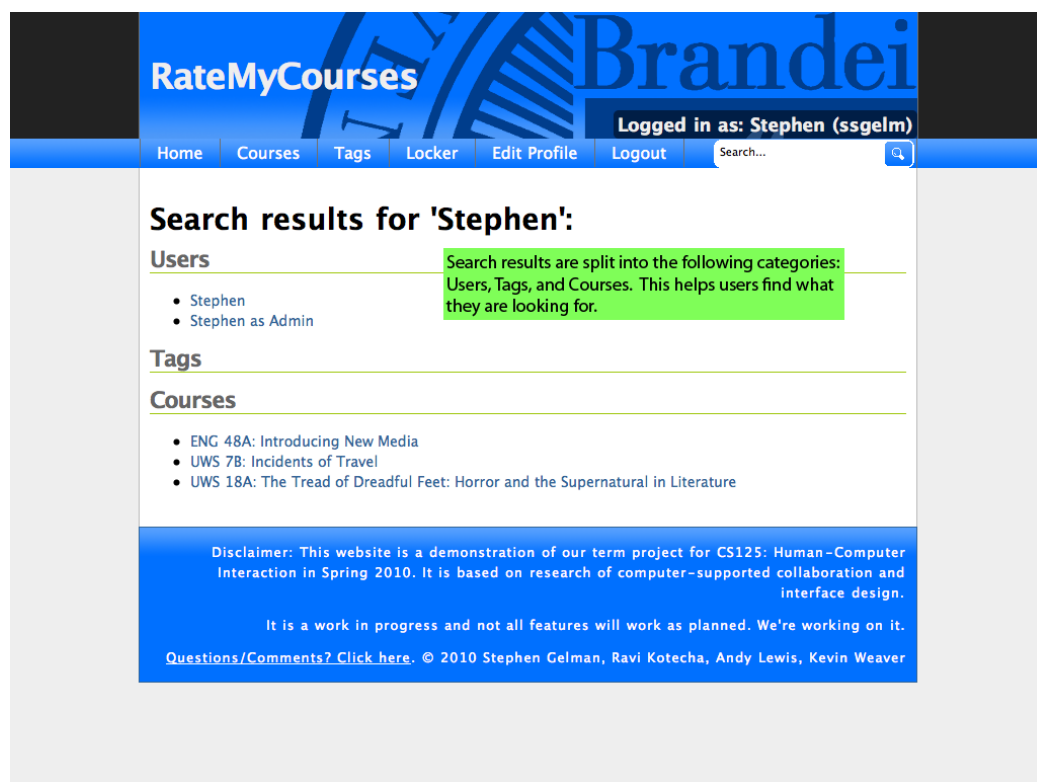 Brandei
RateMyCourses
Logged in as: Stephen (ssgelm)
Home Courses Tags Locker Edit Profile Logout Search...
Search results for 'Stephen':
Users
Search results are split into the following categories:
Users, Tags, and Courses. This helps users find what
they are looking for.
• Stephen
• Stephen as Admin
Tags
Courses
• ENG 48A: Introducing New Media
• UWS 7B: Incidents of Travel
• UWS 18A: The Tread of Dreadful Feet: Horror and the Supernatural in Literature
Disclaimer: This website is a demonstration of our term project for CS125: Human-Computer
Interaction in Spring 2010. It is based on research of computer-supported collaboration and
interface design.
It is a work in progress and not all features will work as planned. We're working on it.
Questions/Comments? Click here. © 2010 Stephen Gelman, Ravi Kotecha, Andy Lewis, Kevin Weaver